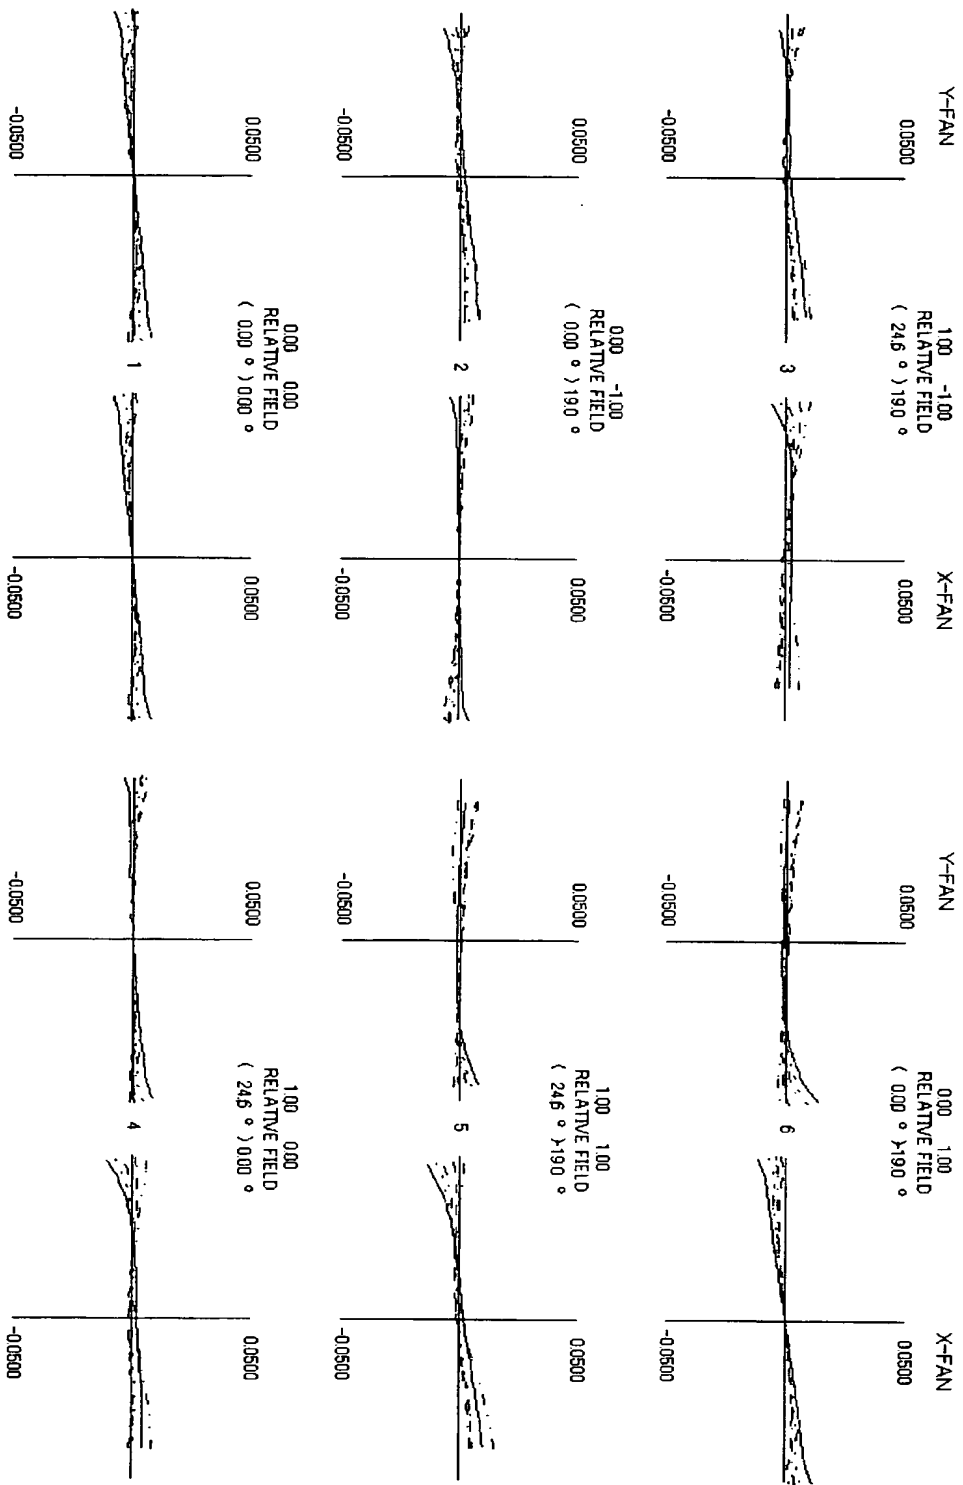 Y-FAN X-FAN
0.0500 0.0500
1.00 -1.00
RELATIVE FIELD
( 24.6 ° ) 19.0 °
3
-0.0500 -0.0500
0.0500 0.0500
0.00 -1.00
RELATIVE FIELD
( 0.00 ° ) 19.0 °
2
-0.0500 -0.0500
0.0500 0.0500
0.00 0.00
RELATIVE FIELD
( 0.00 ° ) 0.00 °
1
-0.0500 -0.0500
Y-FAN X-FAN
0.0500 0.0500
0.00 1.00
RELATIVE FIELD
( 0.00 ° )-19.0 °
6
-0.0500 -0.0500
0.0500 0.0500
1.00 1.00
RELATIVE FIELD
( 24.6 ° )-19.0 °
5
-0.0500 -0.0500
0.0500 0.0500
1.00 0.00
RELATIVE FIELD
( 24.6 ° ) 0.00 °
4
-0.0500 -0.0500